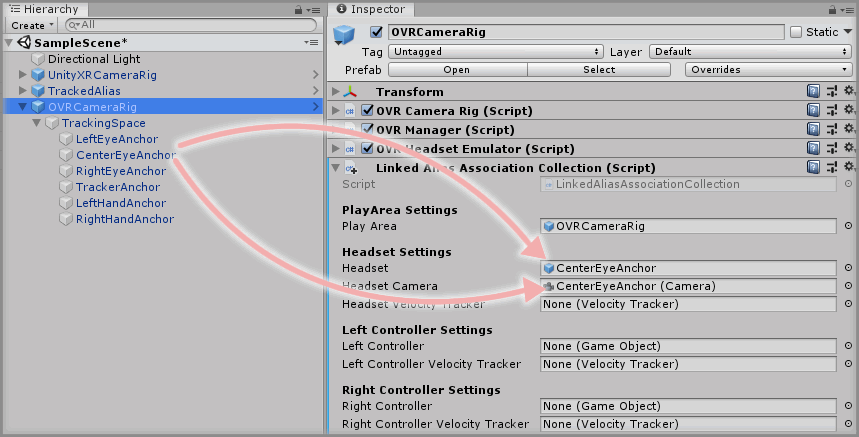 Hierarchy
Create
All
SampleScene*
Directional Light
UnityXRCameraRig
TrackedAlias
OVRCameraRig
TrackingSpace
LeftEyeAnchor
CenterEyeAnchor
RightEyeAnchor
TrackerAnchor
LeftHandAnchor
RightHandAnchor
Inspector
OVRCameraRig
Static
Tag Untagged Layer Default
Prefab Open Select Overrides
Transform
OVR Camera Rig (Script)
OVR Manager (Script)
OVR Headset Emulator (Script)
Linked Alias Association Collection (Script)
Script LinkedAliasAssociationCollection
PlayArea Settings
Play Area OVRCameraRig
Headset Settings
Headset CenterEyeAnchor
Headset Camera CenterEyeAnchor (Camera)
Headset Velocity Tracker None (Velocity Tracker)
Left Controller Settings
Left Controller None (Game Object)
Left Controller Velocity Tracker None (Velocity Tracker)
Right Controller Settings
Right Controller None (Game Object)
Right Controller Velocity Tracker None (Velocity Tracker)